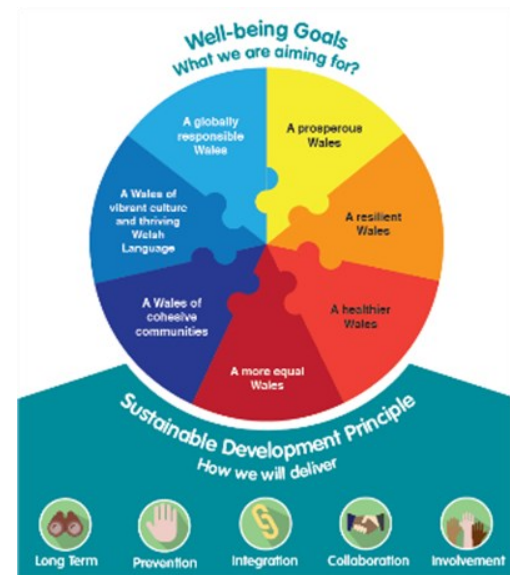 Well-being Goals
What we are aiming for?
A globally
responsible
Wales
A prosperous
Wales
A Wales of
vibrant culture
and thriving
Welsh
Language
A resilient
Wales
A Wales of
cohesive
communities
A healthier
Wales
A more equal
Wales
Sustainable Development Principle
How we will deliver
Long Term
Prevention
Integration
Collaboration
Involvement